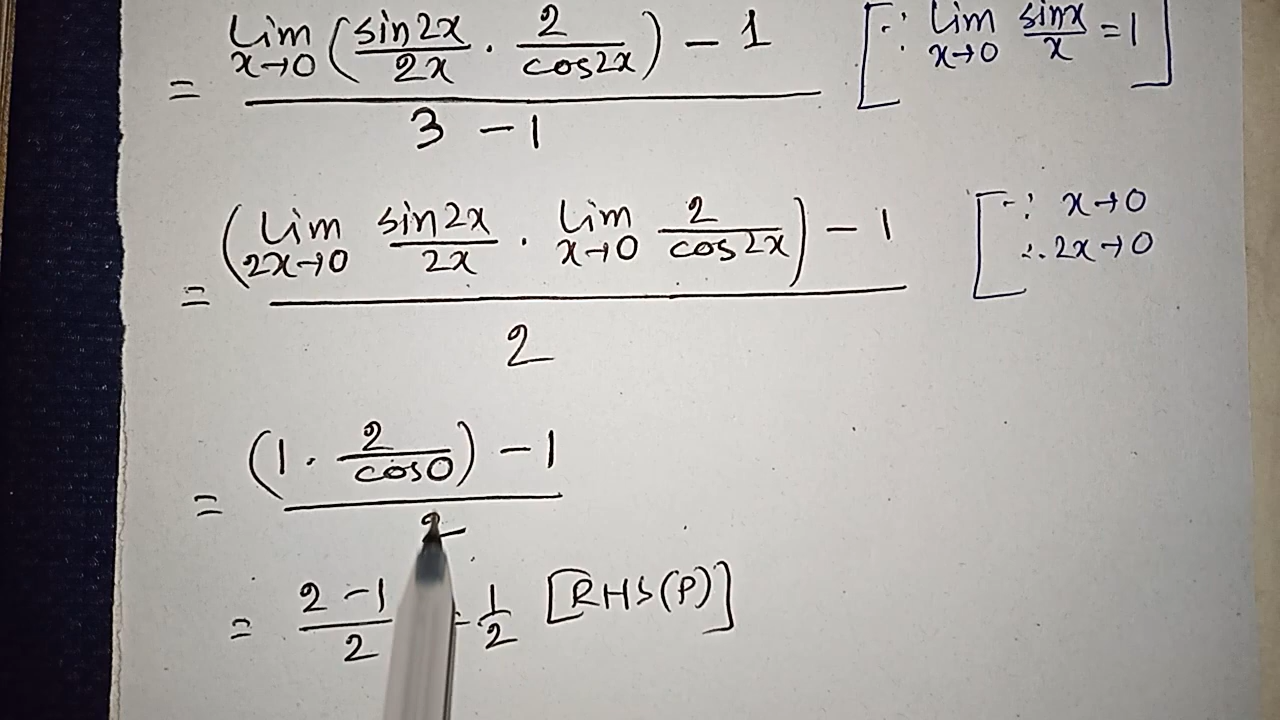 lim x→0 (sin2x/2x · 2/cos2x) – 1 [∵ lim x→0 sinx/x = 1]
= 3 – 1
(lim 2x→0 sin2x/2x · lim x→0 2/cos2x) – 1 [∵ x→0
∴ 2x→0
= 2
(1 · 2/cos0) – 1
= 2
= 2–1/2 = 1/2 [RHS(P)]